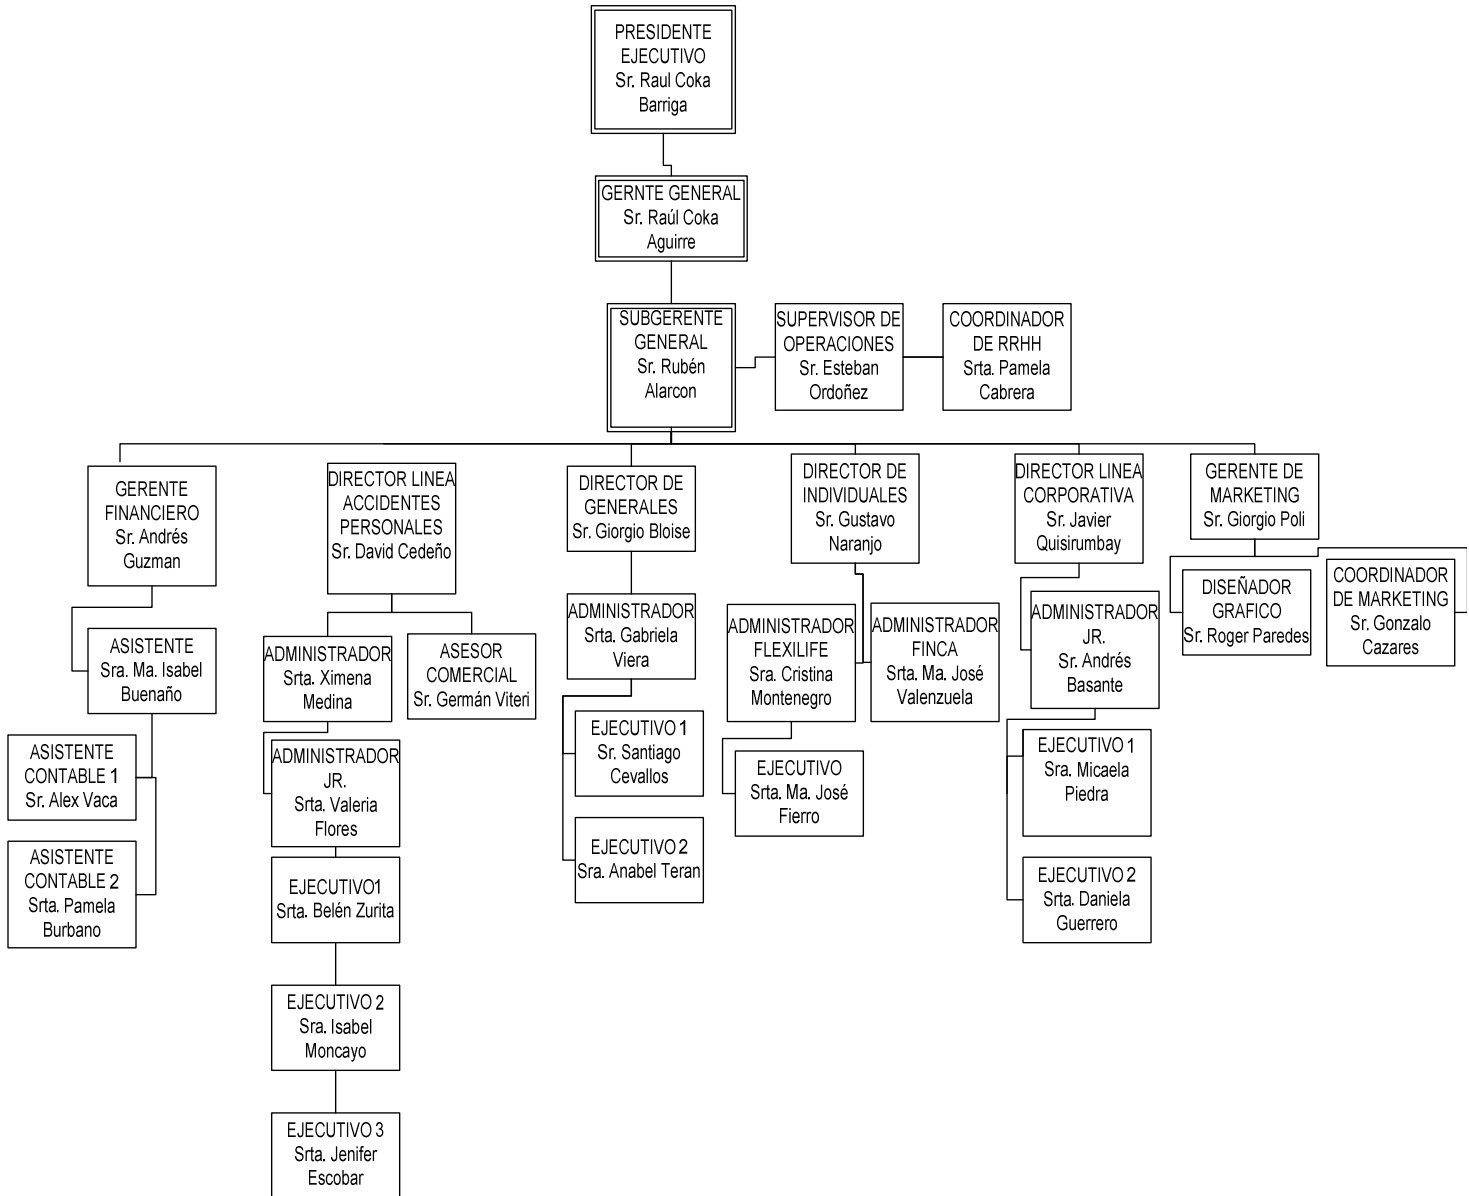 PRESIDENTE
EJECUTIVO
Sr. Raul Coka
Barriga
GERNTE GENERAL
Sr. Raúl Coka
Aguirre
SUBGERENTE
GENERAL
Sr. Rubén
Alarcon
SUPERVISOR DE
OPERACIONES
Sr. Esteban
Ordoñez
COORDINADOR
DE RRHH
Srta. Pamela
Cabrera
GERENTE
FINANCIERO
Sr. Andrés
Guzman
DIRECTOR LINEA
ACCIDENTES
PERSONALES
Sr. David Cedeño
DIRECTOR DE
GENERALES
Sr. Giorgio Bloise
DIRECTOR DE
INDIVIDUALES
Sr. Gustavo
Naranjo
DIRECTOR LINEA
CORPORATIVA
Sr. Javier
Quisirumbay
GERENTE DE
MARKETING
Sr. Giorgio Poli
ASISTENTE
Sra. Ma. Isabel
Buenaño
ADMINISTRADOR
Srta. Ximena
Medina
ASESOR
COMERCIAL
Sr. Germán Viteri
ADMINISTRADOR
Srta. Gabriela
Viera
ADMINISTRADOR
FLEXILIFE
Sra. Cristina
Montenegro
ADMINISTRADOR
FINCA
Srta. Ma. José
Valenzuela
ADMINISTRADOR
JR.
Sr. Andrés
Basante
DISEÑADOR
GRAFICO
Sr. Roger Paredes
COORDINADOR
DE MARKETING
Sr. Gonzalo
Cazares
ASISTENTE
CONTABLE 1
Sr. Alex Vaca
ADMINISTRADOR
JR.
Srta. Valeria
Flores
EJECUTIVO 1
Sr. Santiago
Cevallos
EJECUTIVO
Srta. Ma. José
Fierro
EJECUTIVO 1
Sra. Micaela
Piedra
ASISTENTE
CONTABLE 2
Srta. Pamela
Burbano
EJECUTIVO1
Srta. Belén Zurita
EJECUTIVO 2
Sra. Anabel Teran
EJECUTIVO 2
Srta. Daniela
Guerrero
EJECUTIVO 2
Sra. Isabel
Moncayo
EJECUTIVO 3
Srta. Jenifer
Escobar